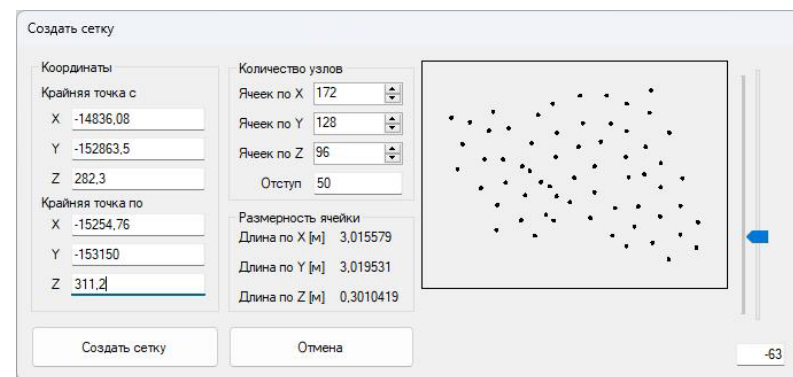 Создать сетку
Координаты
Крайняя точка с
X -14836,08
Y -152863,5
Z 282,3
Крайняя точка по
X -15254,76
Y -153150
Z 311,2
Количество узлов
Ячеек по X 172
Ячеек по Y 128
Ячеек по Z 96
Отступ 50
Размерность ячейки
Длина по X [м] 3,015579
Длина по Y [м] 3,019531
Длина по Z [м] 0,3010419
Создать сетку
Отмена
-63